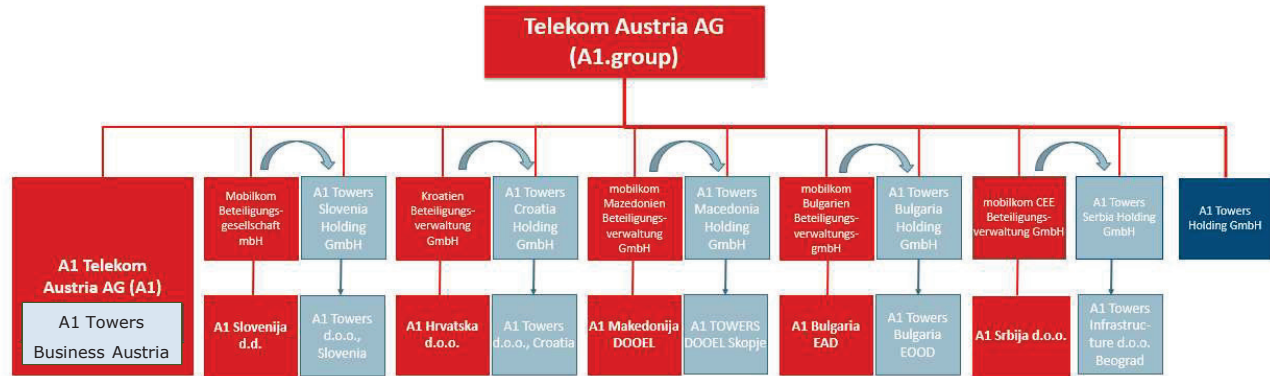 Telekom Austria AG
(A1.group)
A1 Telekom
Austria AG (A1)
A1 Towers
Business Austria
Mobilkom
Beteiligungs-
gesellschaft
mbH
A1 Towers
Slovenia
Holding
GmbH
Kroatien
Beteiligungs-
verwaltung
GmbH
A1 Towers
Croatia
Holding
GmbH
mobilkom
Mazedonien
Beteiligungs-
verwaltung
GmbH
A1 Towers
Macedonia
Holding
GmbH
mobilkom
Bulgarien
Beteiligungs-
verwaltungs-
gmbH
A1 Towers
Bulgaria
Holding
GmbH
mobilkom CEE
Beteiligungs-
verwaltung GmbH
A1 Towers
Serbia Holding
GmbH
A1 Towers
Holding GmbH
A1 Slovenija
d.d.
A1 Towers
d.o.o.,
Slovenia
A1 Hrvatska
d.o.o.
A1 Towers
d.o.o., Croatia
A1 Makedonija
DOOEL
A1 TOWERS
DOOEL Skopje
A1 Bulgaria
EAD
A1 Towers
Bulgaria
EOOD
A1 Srbija d.o.o.
A1 Towers
Infrastruc-
ture d.o.o.
Beograd